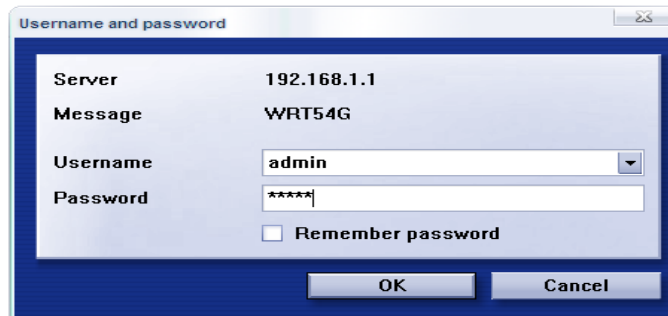 Username and password
Server 192.168.1.1
Message WRT54G
Username admin
Password *****
Remember password
OK Cancel